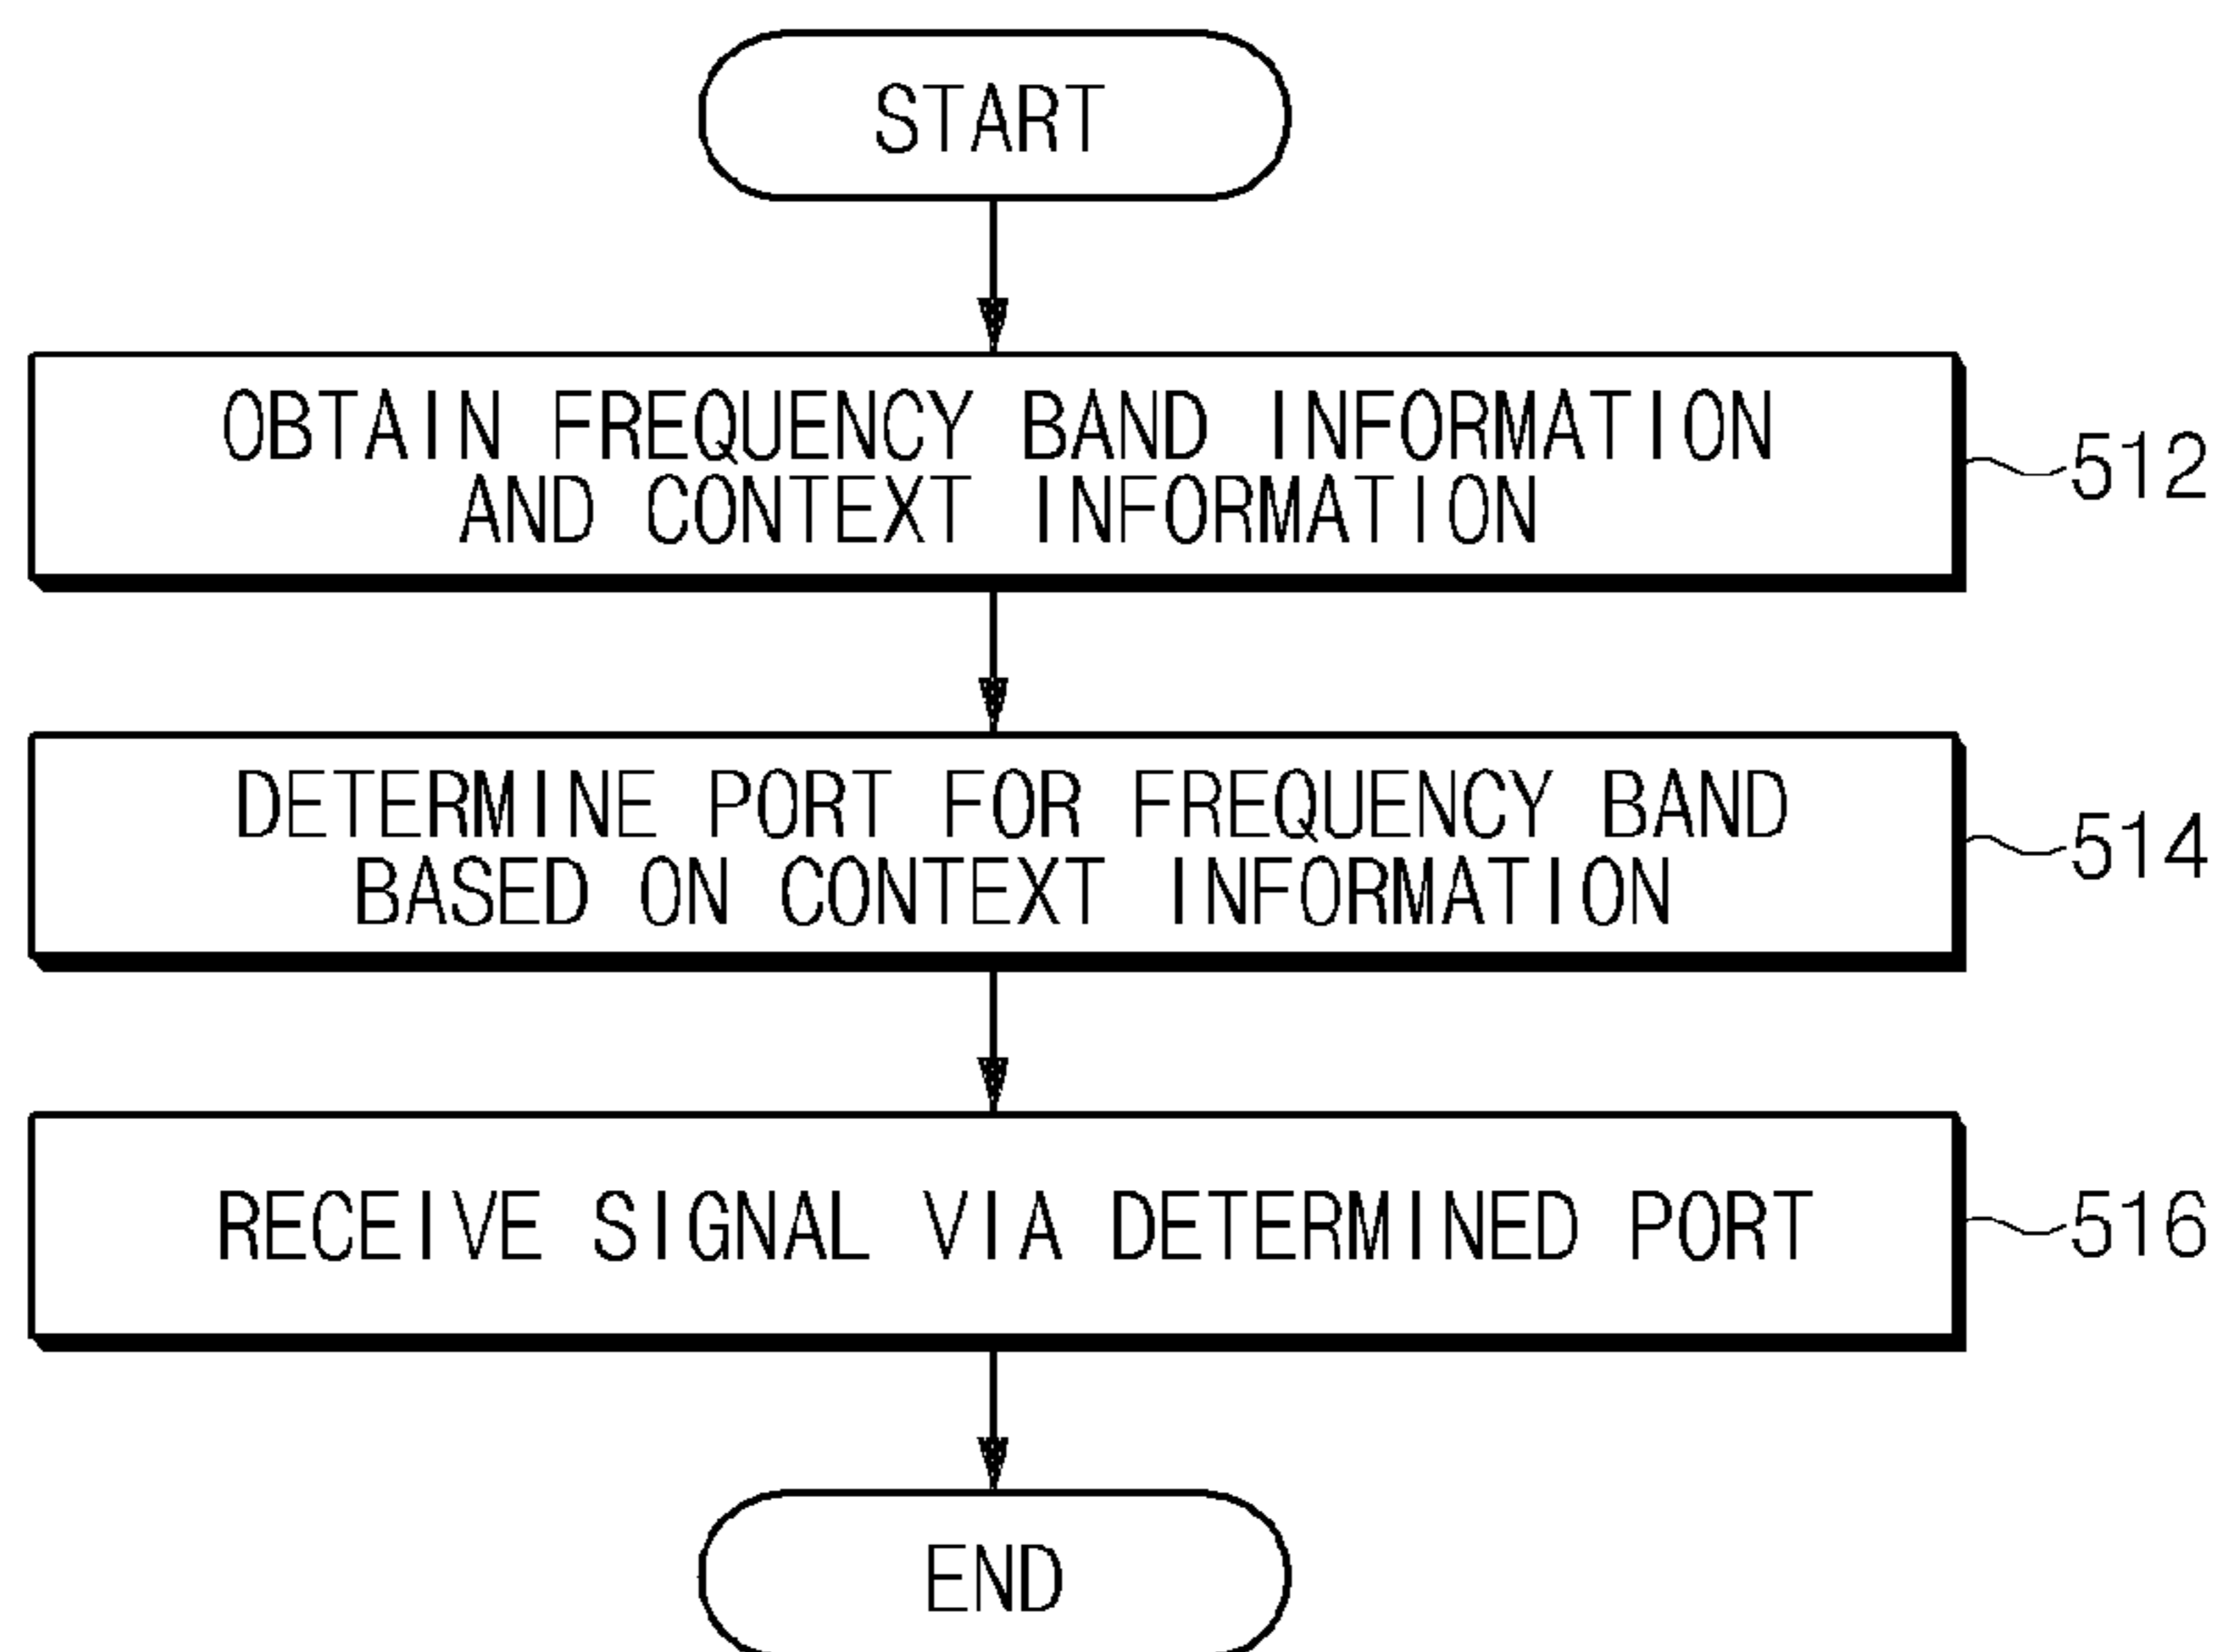 START
OBTAIN FREQUENCY BAND INFORMATION
AND CONTEXT INFORMATION
512
DETERMINE PORT FOR FREQUENCY BAND
BASED ON CONTEXT INFORMATION
514
RECEIVE SIGNAL VIA DETERMINED PORT
516
END